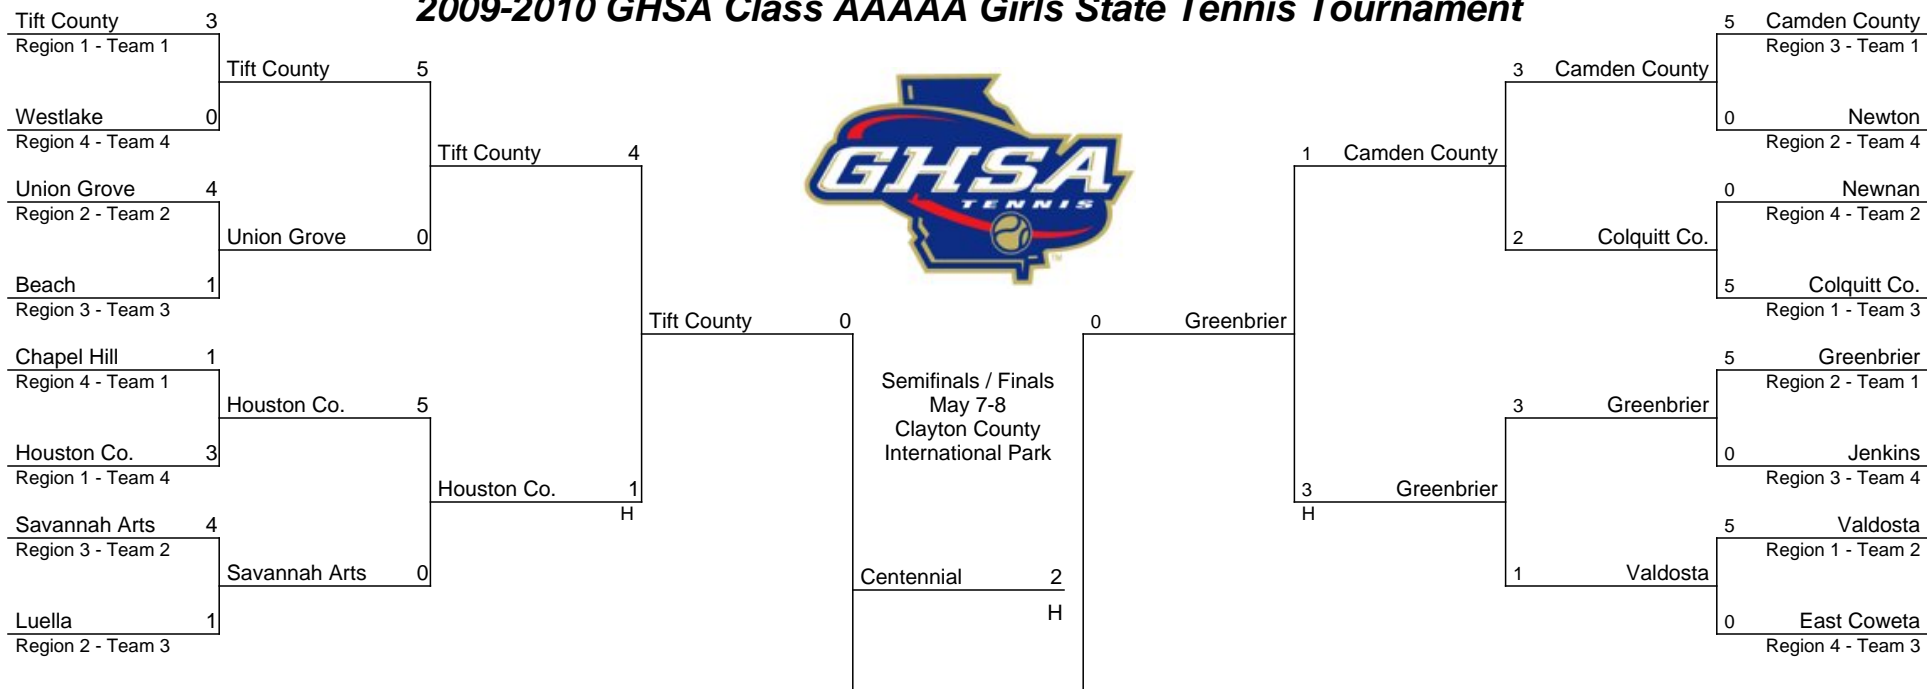 2009-2010 GHSA Class AAAAA Girls State Tennis Tournament
Tift County 3
Region 1 - Team 1
Westlake 0
Region 4 - Team 4
Union Grove 4
Region 2 - Team 2
Beach 1
Region 3 - Team 3
Chapel Hill 1
Region 4 - Team 1
Houston Co. 3
Region 1 - Team 4
Savannah Arts 4
Region 3 - Team 2
Luella 1
Region 2 - Team 3
Tift County 5
Union Grove 0
Houston Co. 5
Savannah Arts 0
Tift County 4
Houston Co. 1
H
Tift County 0
GHSA
TENNIS
TM
Semifinals / Finals
May 7-8
Clayton County
International Park
Centennial 2
H
0 Greenbrier
1 Camden County
3 Greenbrier
H
3 Camden County
2 Colquitt Co.
3 Greenbrier
1 Valdosta
5 Camden County
Region 3 - Team 1
0 Newton
Region 2 - Team 4
0 Newnan
Region 4 - Team 2
5 Colquitt Co.
Region 1 - Team 3
5 Greenbrier
Region 2 - Team 1
0 Jenkins
Region 3 - Team 4
5 Valdosta
Region 1 - Team 2
0 East Coweta
Region 4 - Team 3